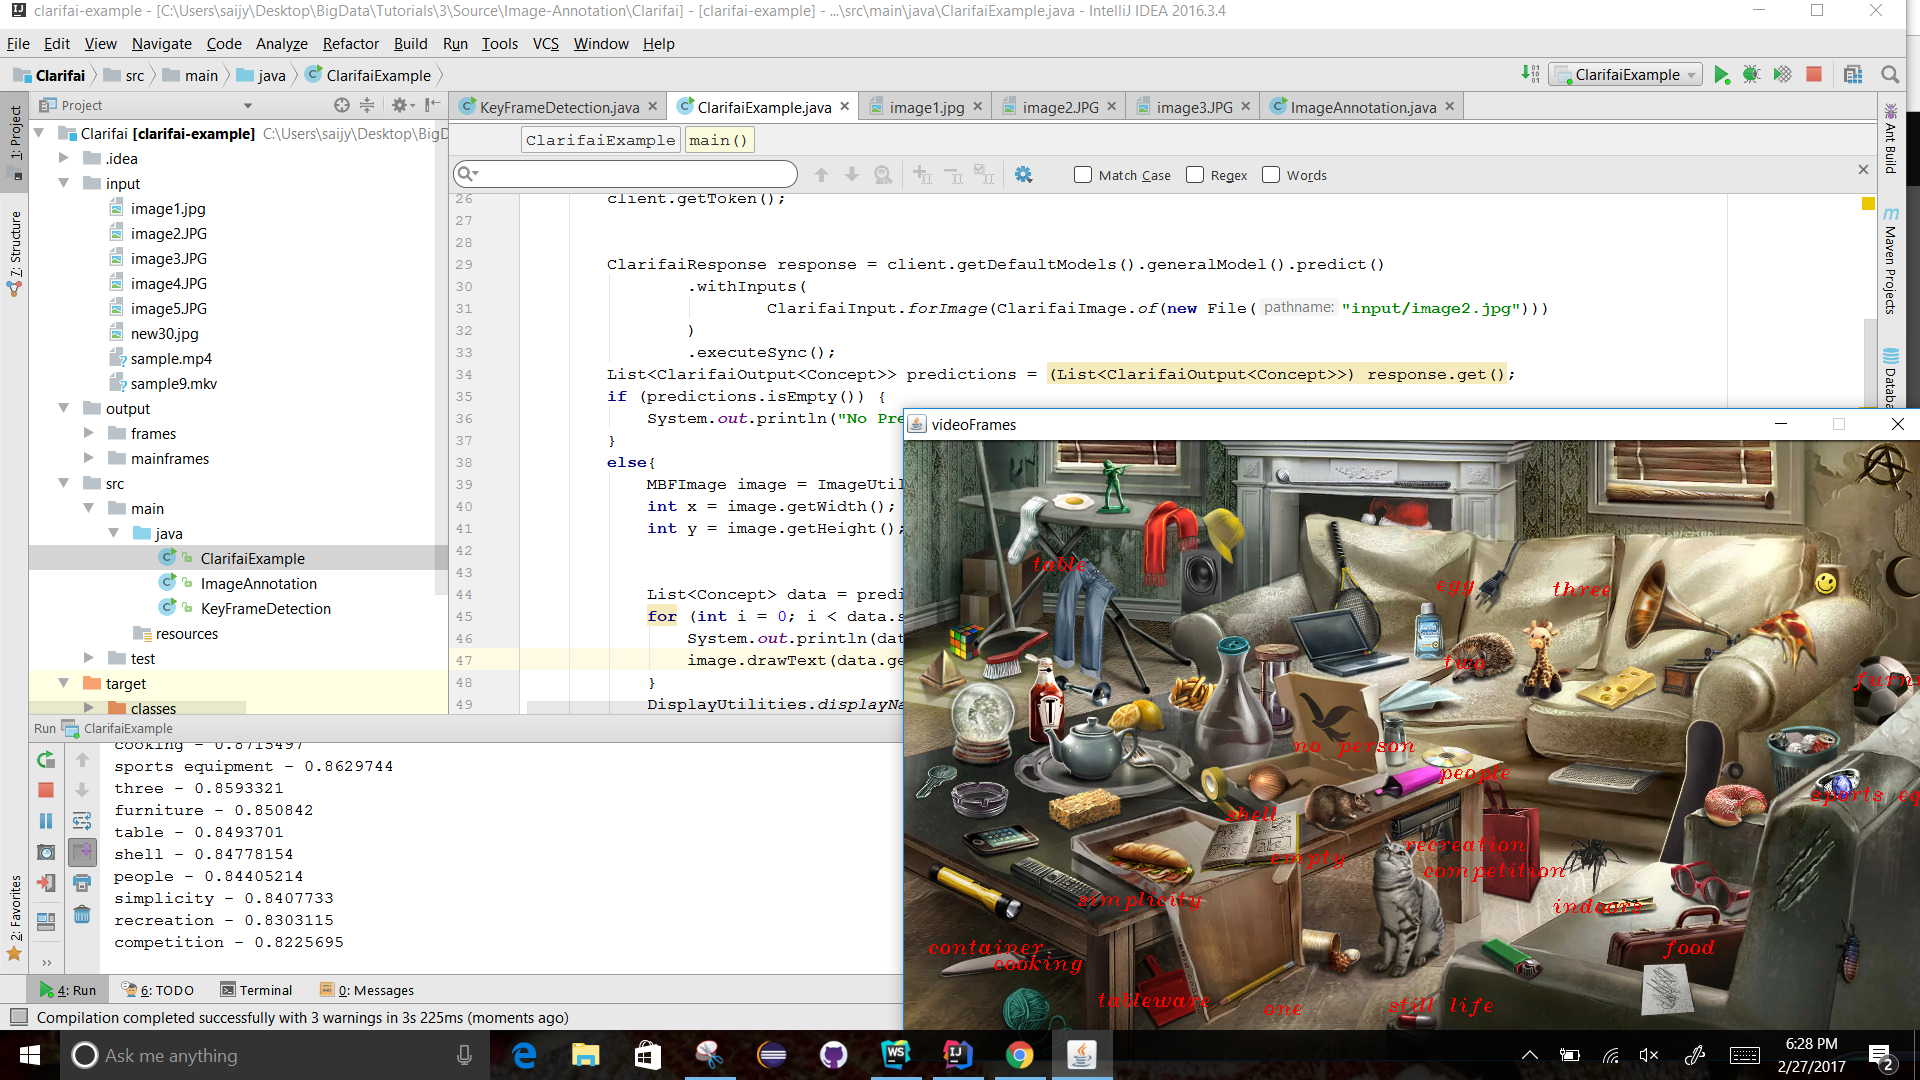 clarifai-example - [C:\Users\saijy\Desktop\BigData\Tutorials\3\Source\Image-Annotation\Clarifai] - [clarifai-example] - ...\src\main\java\ClarifaiExample.java - IntelliJ IDEA 2016.3.4
File Edit View Navigate Code Analyze Refactor Build Run Tools VCS Window Help
Clarifai src main java ClarifaiExample ClarifaiExample
Project
KeyFrameDetection.java ClarifaiExample.java image1.jpg image2.JPG image3.JPG ImageAnnotation.java
1: Project
7: Structure
2: Favorites
Ant Build
Maven Projects
Clarifai [clarifai-example] C:\Users\saijy\Desktop\BigD
.idea
input
image1.jpg
image2.JPG
image3.JPG
image4.JPG
image5.JPG
new30.jpg
sample.mp4
sample9.mkv
output
frames
mainframes
src
main
java
ClarifaiExample
ImageAnnotation
KeyFrameDetection
resources
test
target
classes
ClarifaiExample main()
Match Case Regex Words
26 client.getToken();
27
28
29 ClarifaiResponse response = client.getDefaultModels().generalModel().predict()
30 .withInputs(
31 ClarifaiInput.forImage(ClarifaiImage.of(new File( pathname: "input/image2.jpg")))
32 )
33 .executeSync();
34 List<ClarifaiOutput<Concept>> predictions = (List<ClarifaiOutput<Concept>>) response.get();
35 if (predictions.isEmpty()) {
36 System.out.println("No Pre
37 }
38 else{
39 MBFImage image = ImageUtil
40 int x = image.getWidth();
41 int y = image.getHeight();
42
43
44 List<Concept> data = predi
45 for (int i = 0; i < data.s
46 System.out.println(dat
47 image.drawText(data.ge
48 }
49 DisplayUtilities.displayNa
Run ClarifaiExample
cooking - 0.8715497
sports equipment - 0.8629744
three - 0.8593321
furniture - 0.850842
table - 0.8493701
shell - 0.84778154
people - 0.84405214
simplicity - 0.8407733
recreation - 0.8303115
competition - 0.8225695
4: Run 6: TODO Terminal 0: Messages
Compilation completed successfully with 3 warnings in 3s 225ms (moments ago)
videoFrames
table
egg three
two
furni
no person
people
sports eq
shell
recreation
empty
competition
simplicity
indoors
container
food
cooking
tableware
one
still life
Ask me anything
6:28 PM
2/27/2017
2